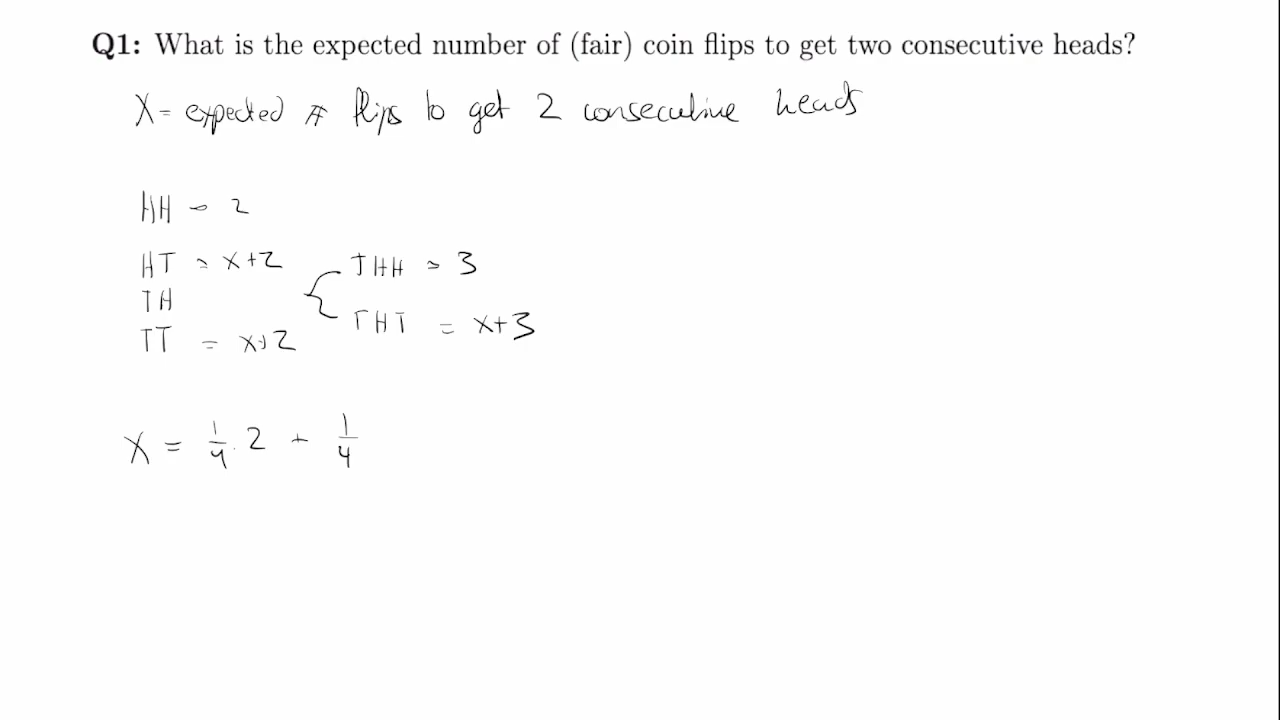 Q1: What is the expected number of (fair) coin flips to get two consecutive heads?
X = expected # flips to get 2 consecutive heads
HH - 2
HT = x+2
THH = 3
TH
THT = x+3
TT = x+2
X = 1/4 · 2 + 1/4